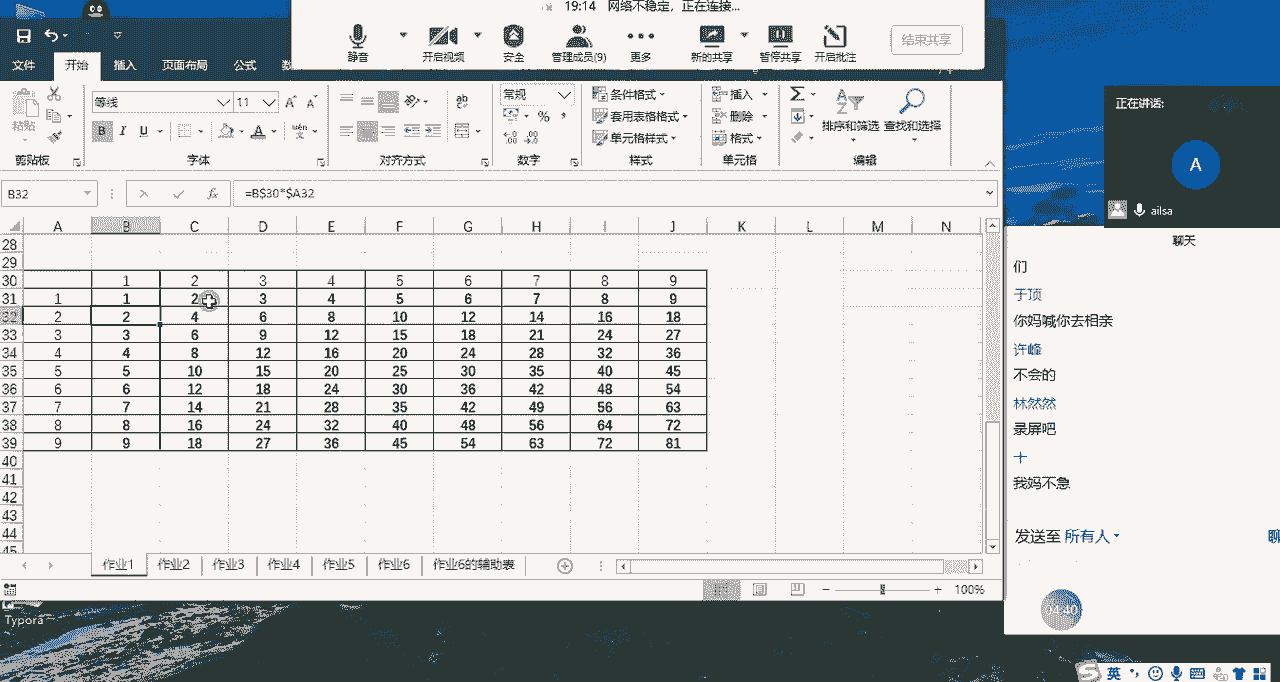 19:14 网络不稳定，正在连接...
静音 开启视频 安全 管理成员(9) 更多 新的共享 暂停共享 开启批注 结束共享
文件 开始 插入 页面布局 公式 数
粘贴 等线 11 常规 条件格式 插入 Σ
B I U A % 套用表格格式 删除 排序和筛选 查找和选择
单元格样式 格式
剪贴板 字体 对齐方式 数字 样式 单元格 编辑
B32 fx =B$30*$A32
A B C D E F G H I J K L M N
28
29
30 1 2 3 4 5 6 7 8 9
31 1 1 2 3 4 5 6 7 8 9
32 2 2 4 6 8 10 12 14 16 18
33 3 3 6 9 12 15 18 21 24 27
34 4 4 8 12 16 20 24 28 32 36
35 5 5 10 15 20 25 30 35 40 45
36 6 6 12 18 24 30 36 42 48 54
37 7 7 14 21 28 35 42 49 56 63
38 8 8 16 24 32 40 48 56 64 72
39 9 9 18 27 36 45 54 63 72 81
40
41
42
43
44
45
作业1 作业2 作业3 作业4 作业5 作业6 作业6的辅助表
100%
Typora
正在讲话:
A
ailsa
聊天
们
于顶
你妈喊你去相亲
许峰
不会的
林然然
录屏吧
十
我妈不急
发送至 所有人
04:40
英